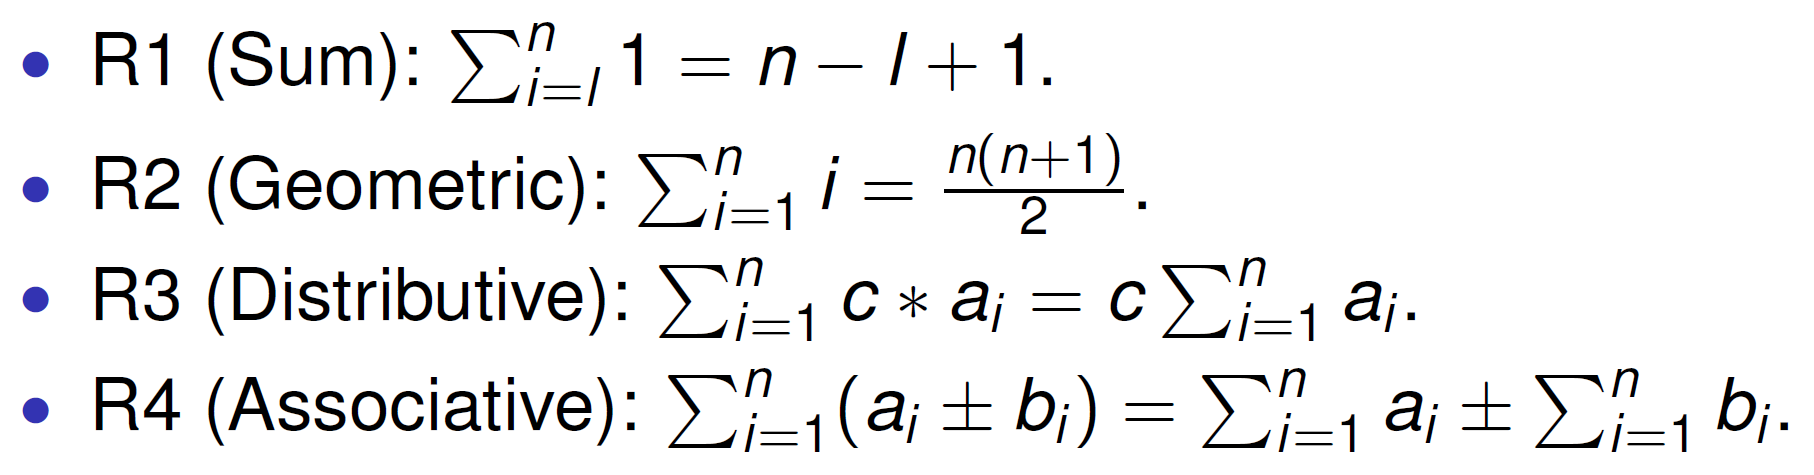 • R1 (Sum): ∑_{i=l}^{n} 1 = n − l + 1.
• R2 (Geometric): ∑_{i=1}^{n} i = \frac{n(n+1)}{2}.
• R3 (Distributive): ∑_{i=1}^{n} c ∗ a_i = c ∑_{i=1}^{n} a_i.
• R4 (Associative): ∑_{i=1}^{n} (a_i ± b_i) = ∑_{i=1}^{n} a_i ± ∑_{i=1}^{n} b_i.